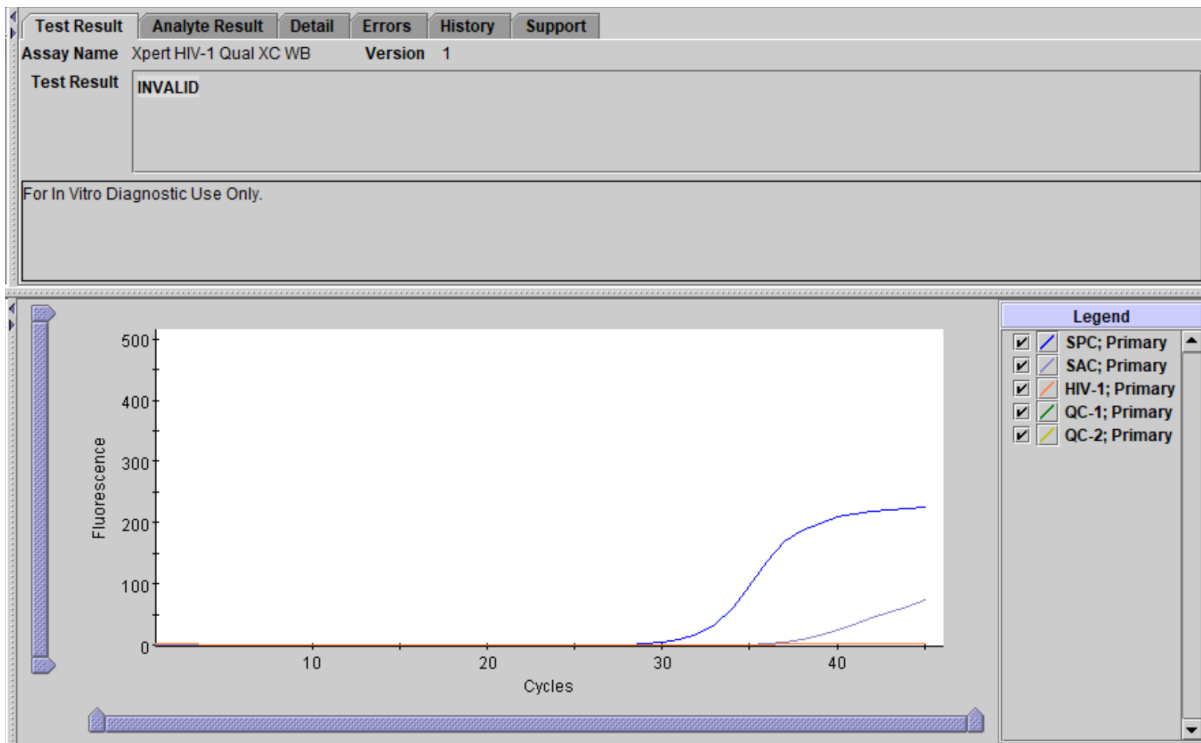 Test Result Analyte Result Detail Errors History Support
Assay Name Xpert HIV-1 Qual XC WB Version 1
Test Result INVALID
For In Vitro Diagnostic Use Only.
Legend
SPC; Primary
SAC; Primary
HIV-1; Primary
QC-1; Primary
QC-2; Primary
500
400
300
200
100
0
Fluorescence
10 20 30 40
Cycles